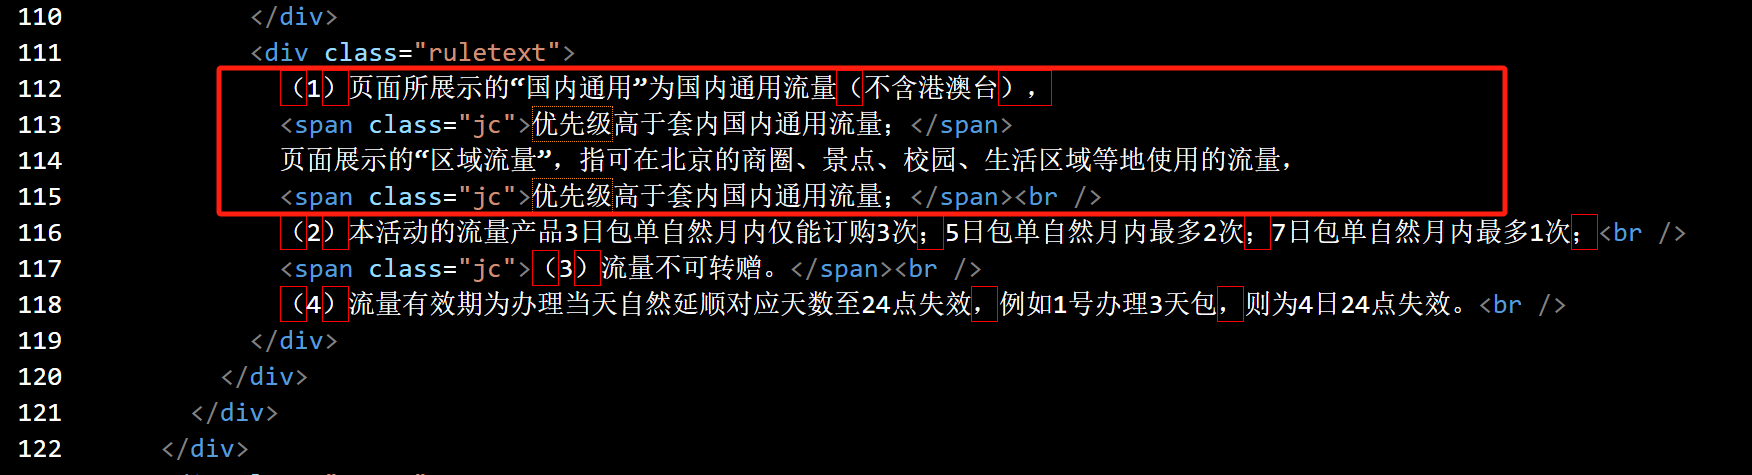 110 </div>
111 <div class="ruletext">
112 （1）页面所展示的“国内通用”为国内通用流量（不含港澳台），
113 <span class="jc">优先级高于套内国内通用流量；</span>
114 页面展示的“区域流量”，指可在北京的商圈、景点、校园、生活区域等地使用的流量，
115 <span class="jc">优先级高于套内国内通用流量；</span><br />
116 （2）本活动的流量产品3日包单自然月内仅能订购3次；5日包单自然月内最多2次；7日包单自然月内最多1次；<br />
117 <span class="jc">（3）流量不可转赠。</span><br />
118 （4）流量有效期为办理当天自然延顺对应天数至24点失效，例如1号办理3天包，则为4日24点失效。<br />
119 </div>
120 </div>
121 </div>
122 </div>